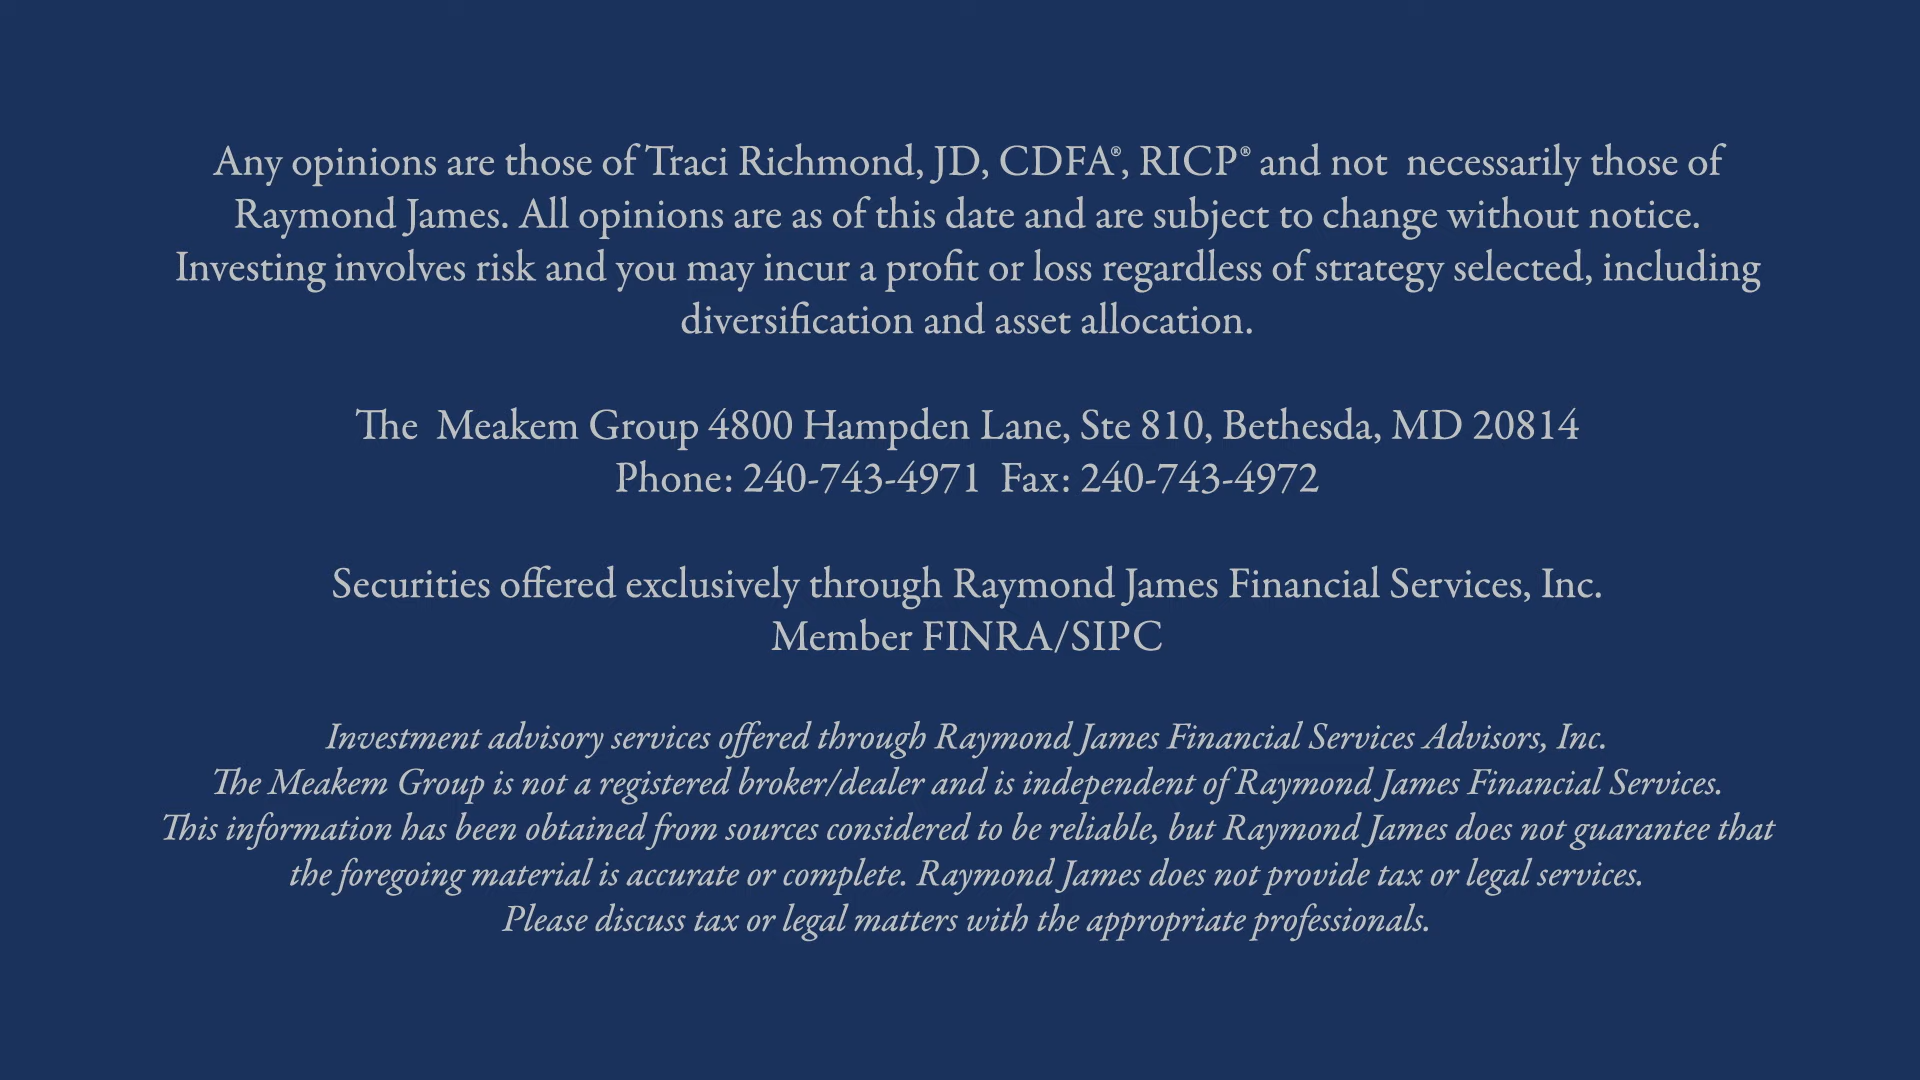 Any opinions are those of Traci Richmond, JD, CDFA®, RICP® and not  necessarily those of
Raymond James. All opinions are as of this date and are subject to change without notice.
Investing involves risk and you may incur a profit or loss regardless of strategy selected, including
diversification and asset allocation.
The  Meakem Group 4800 Hampden Lane, Ste 810, Bethesda, MD 20814
Phone: 240-743-4971  Fax: 240-743-4972
Securities offered exclusively through Raymond James Financial Services, Inc.
Member FINRA/SIPC
Investment advisory services offered through Raymond James Financial Services Advisors, Inc.
The Meakem Group is not a registered broker/dealer and is independent of Raymond James Financial Services.
This information has been obtained from sources considered to be reliable, but Raymond James does not guarantee that
the foregoing material is accurate or complete. Raymond James does not provide tax or legal services.
Please discuss tax or legal matters with the appropriate professionals.